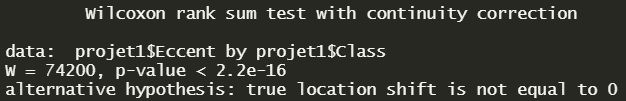 Wilcoxon rank sum test with continuity correction
data:  projet1$Eccent by projet1$Class
W = 74200, p-value < 2.2e-16
alternative hypothesis: true location shift is not equal to 0